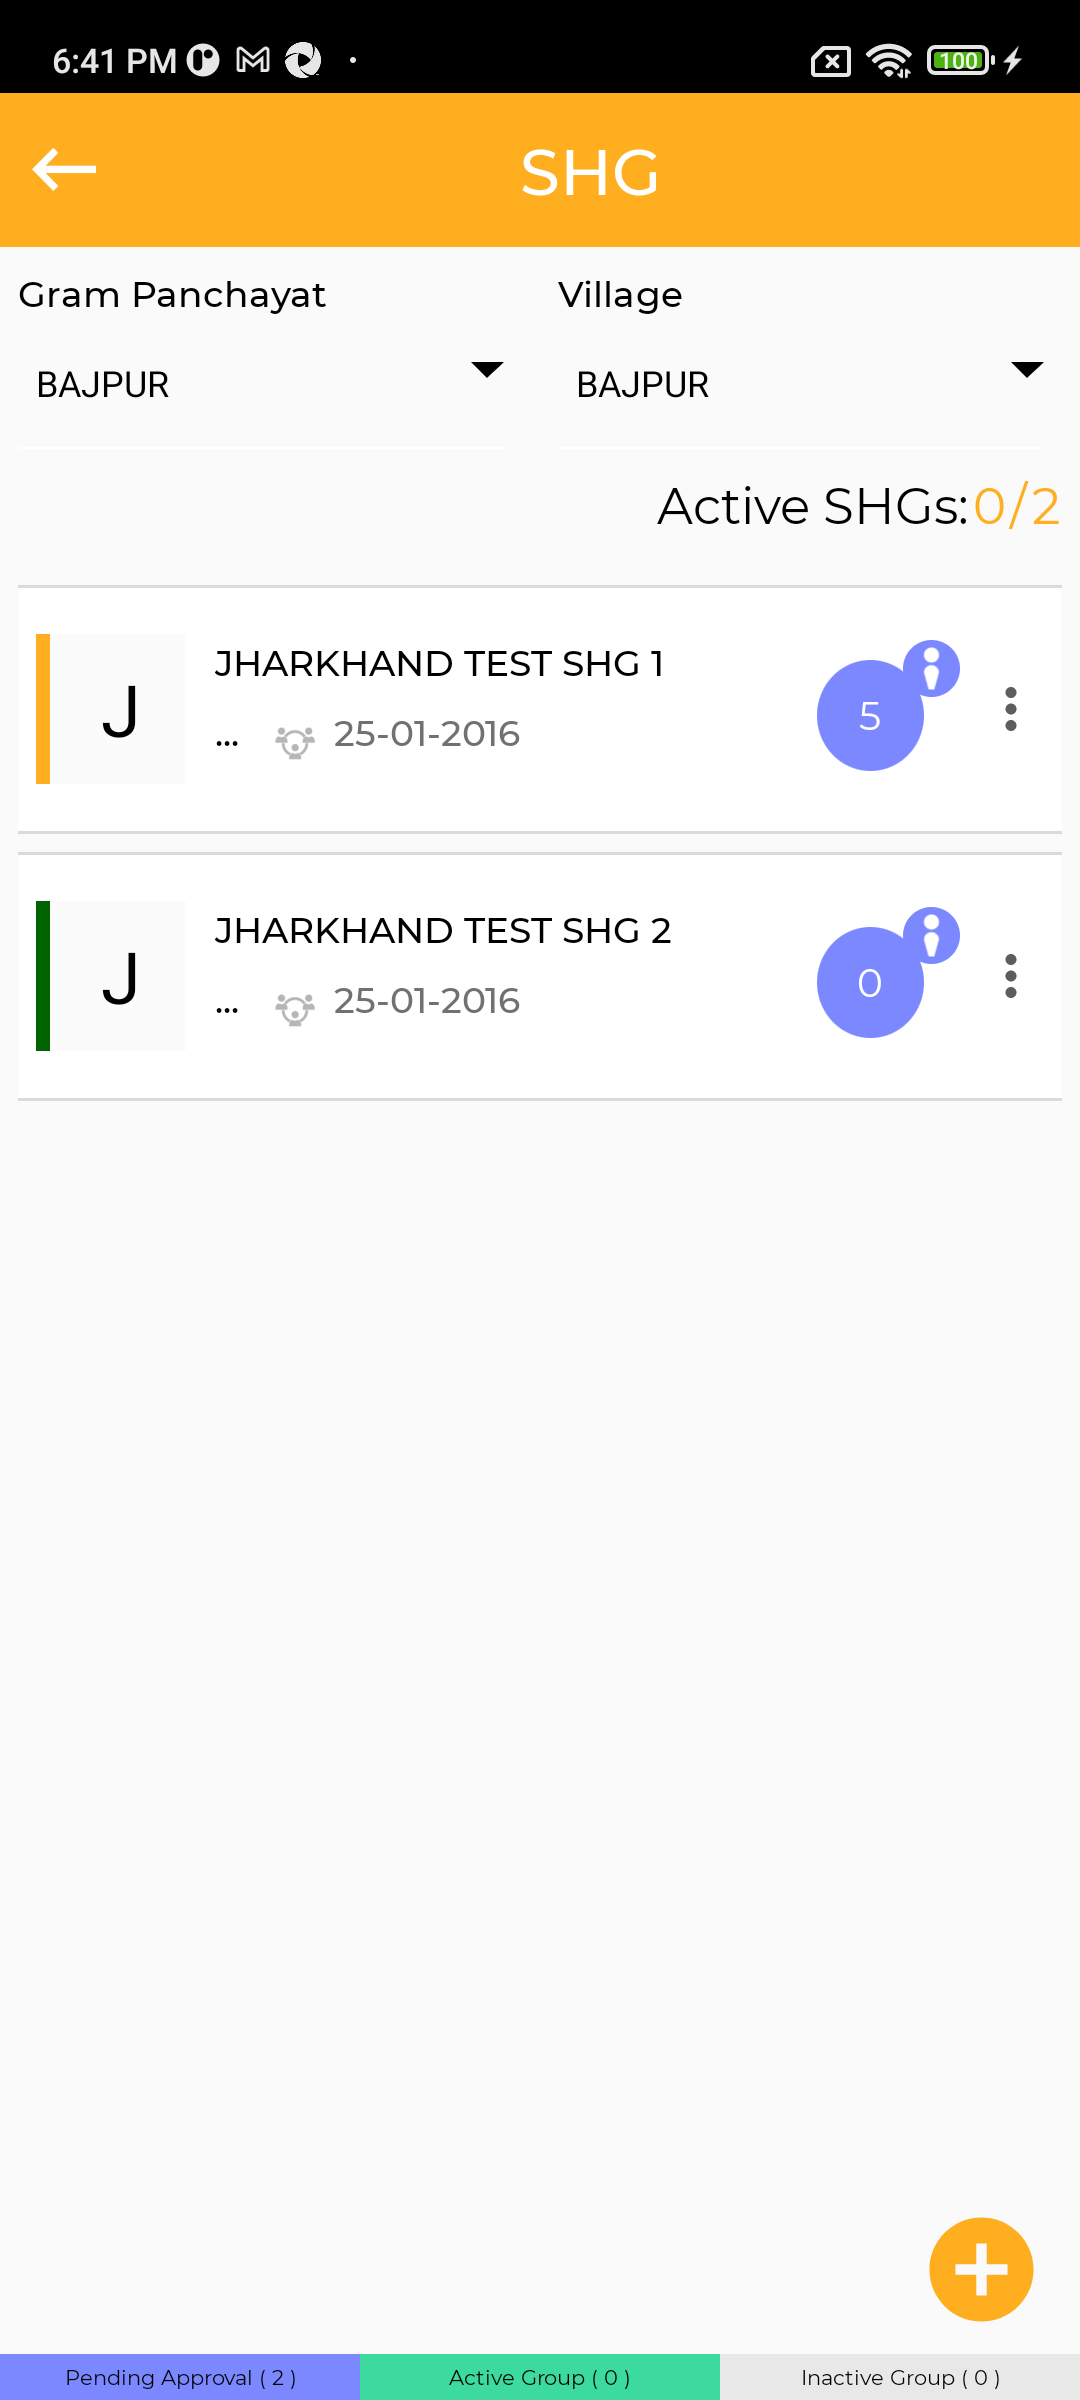 6:41 PM
100
SHG
Gram Panchayat
Village
BAJPUR
BAJPUR
Active SHGs: 0/2
J
JHARKHAND TEST SHG 1
... 25-01-2016
5
J
JHARKHAND TEST SHG 2
... 25-01-2016
0
Pending Approval ( 2 )
Active Group ( 0 )
Inactive Group ( 0 )